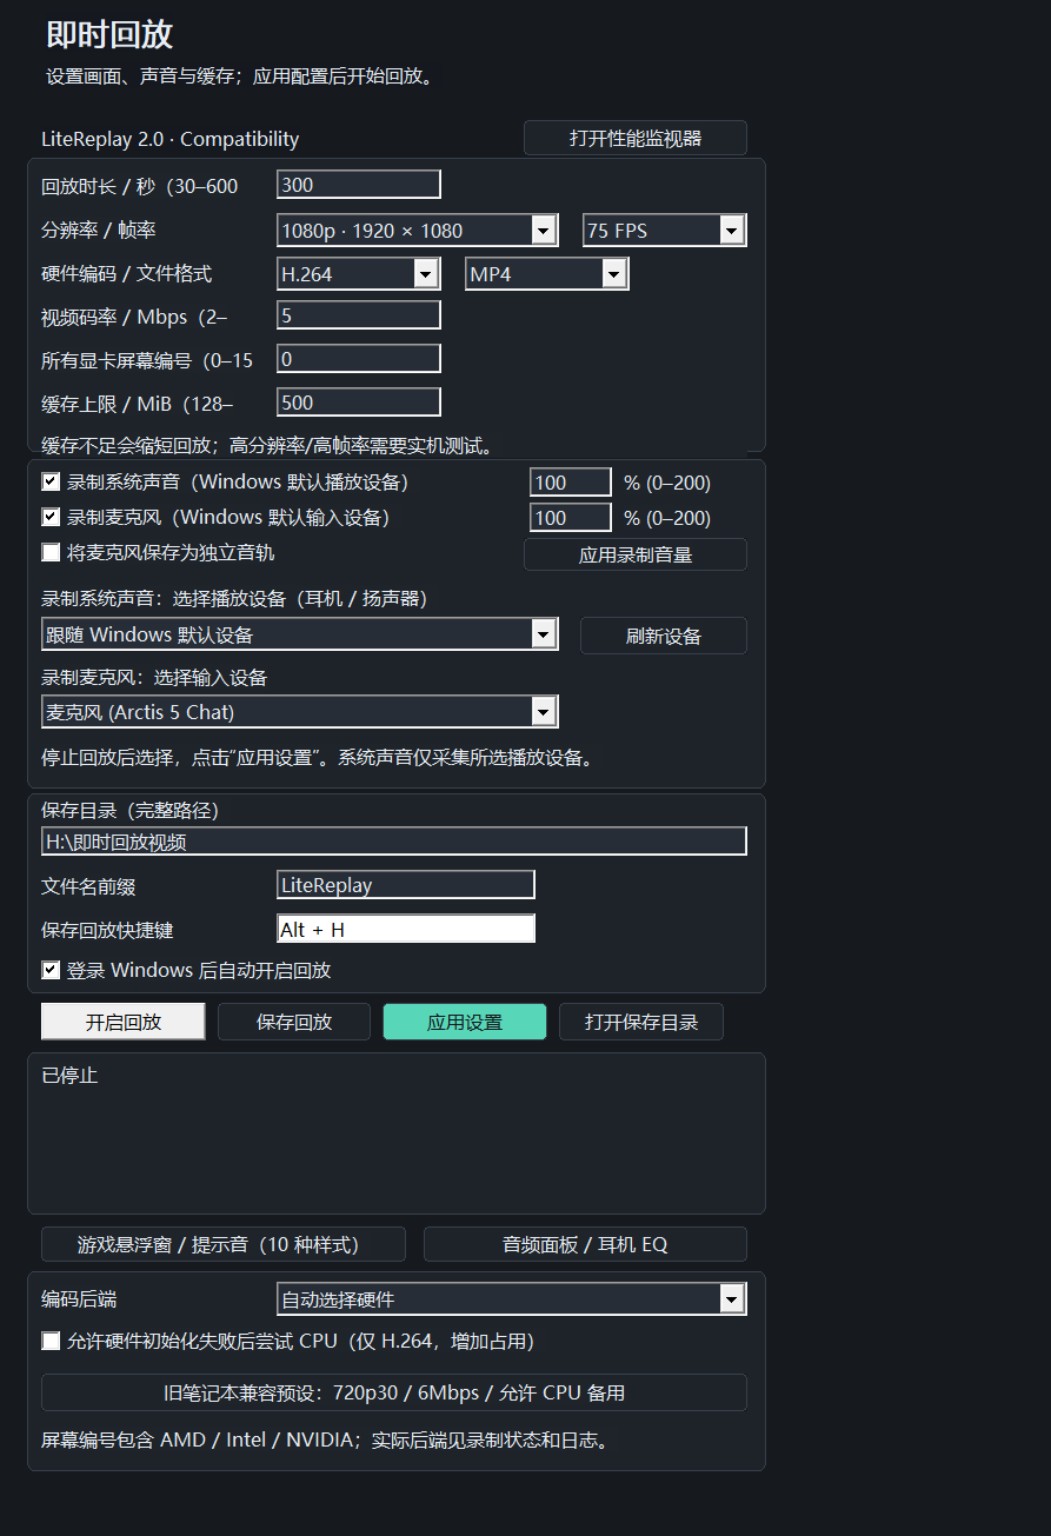 即时回放
设置画面、声音与缓存；应用配置后开始回放。
LiteReplay 2.0 · Compatibility
打开性能监视器
回放时长 / 秒（30–600
300
分辨率 / 帧率
1080p · 1920 × 1080
75 FPS
硬件编码 / 文件格式
H.264
MP4
视频码率 / Mbps（2–
5
所有显卡屏幕编号（0–15
0
缓存上限 / MiB（128–
500
缓存不足会缩短回放；高分辨率/高帧率需要实机测试。
录制系统声音（Windows 默认播放设备）
100
% (0–200)
录制麦克风（Windows 默认输入设备）
100
% (0–200)
将麦克风保存为独立音轨
应用录制音量
录制系统声音：选择播放设备（耳机 / 扬声器）
跟随 Windows 默认设备
刷新设备
录制麦克风：选择输入设备
麦克风 (Arctis 5 Chat)
停止回放后选择，点击“应用设置”。系统声音仅采集所选播放设备。
保存目录（完整路径）
H:\即时回放视频
文件名前缀
LiteReplay
保存回放快捷键
Alt + H
登录 Windows 后自动开启回放
开启回放
保存回放
应用设置
打开保存目录
已停止
游戏悬浮窗 / 提示音（10 种样式）
音频面板 / 耳机 EQ
编码后端
自动选择硬件
允许硬件初始化失败后尝试 CPU（仅 H.264，增加占用）
旧笔记本兼容预设：720p30 / 6Mbps / 允许 CPU 备用
屏幕编号包含 AMD / Intel / NVIDIA；实际后端见录制状态和日志。